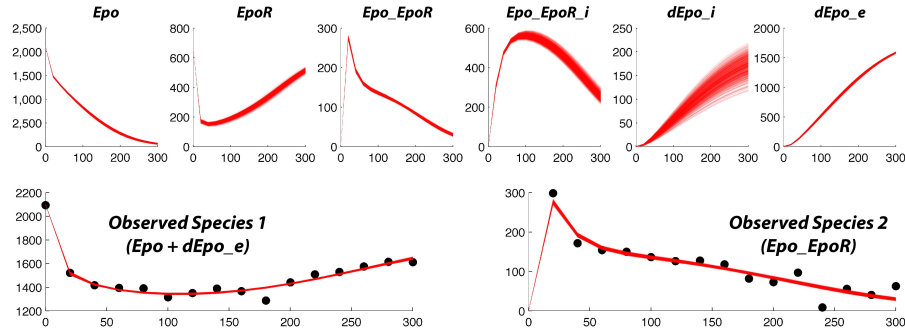 Epo EpoR Epo_EpoR Epo_EpoR_i dEpo_i dEpo_e
2,500 800 300 600 250 2000
2,000 600 200 1500
1,500 200 400 150
2,500 400 1000
100 200 100
2,500 200 50 500
0 0 0 0 0 0
0 100 200 300 0 100 200 300 0 100 200 300 0 100 200 300 0 100 200 300 0 100 200 300
2200
2000
1800
1600
1400
1200
Observed Species 1
(Epo + dEpo_e)
0 50 100 150 200 250 300
300
200
100
0
Observed Species 2
(Epo_EpoR)
0 50 100 150 200 250 300